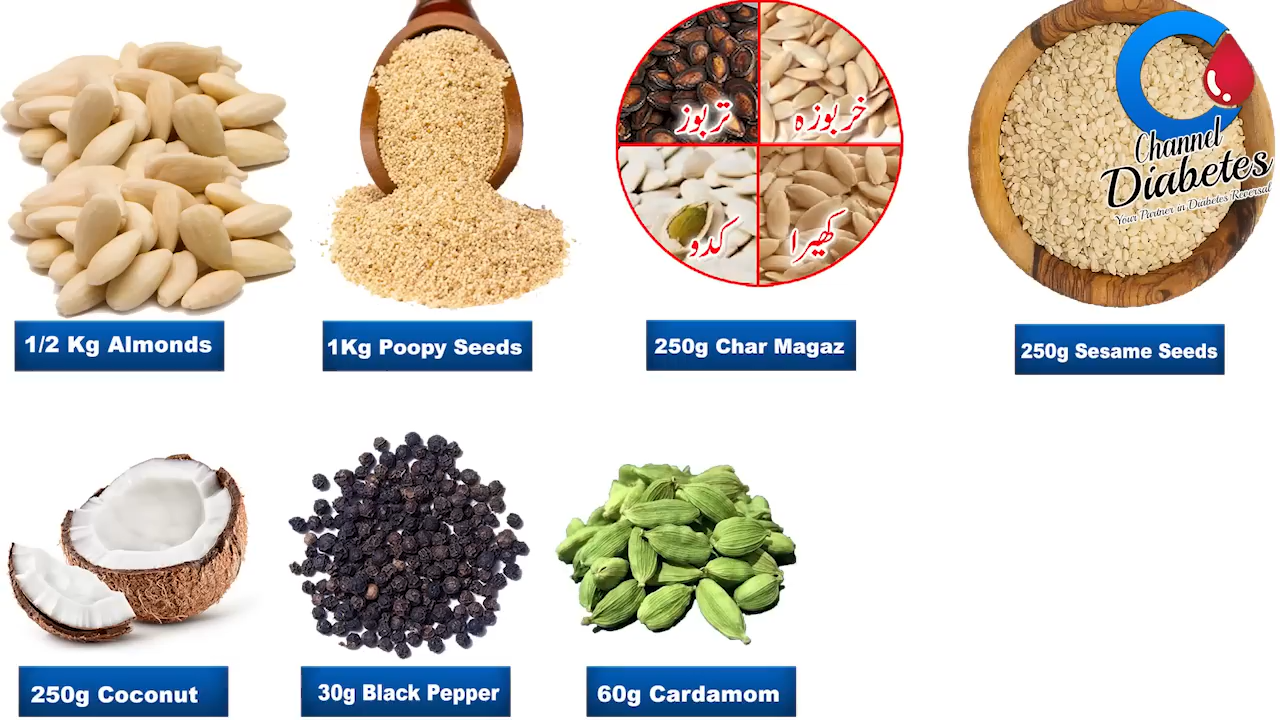 تربوز
خربوزہ
کدو
کھیرا
Channel
Diabetes
Your Partner in Diabetes Reversal
1/2 Kg Almonds
1Kg Poopy Seeds
250g Char Magaz
250g Sesame Seeds
250g Coconut
30g Black Pepper
60g Cardamom